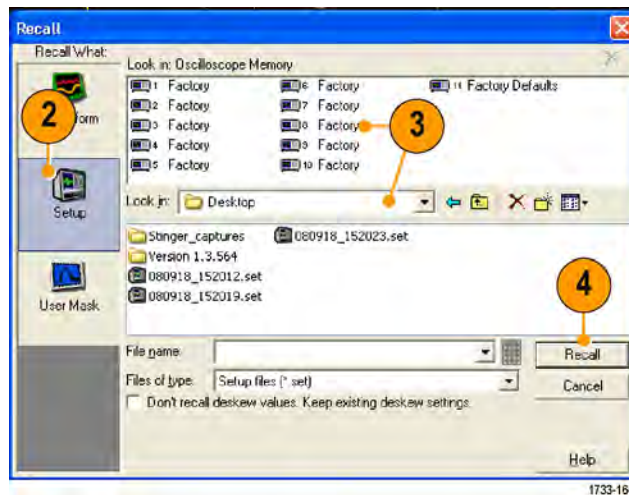 Recall
Recall What:
Look in: Oscilloscope Memory
1 Factory
6 Factory
11 Factory Defaults
2 Factory
7 Factory
3 Factory
8 Factory
4 Factory
9 Factory
5 Factory
10 Factory
2
form
3
Setup
Look in: Desktop
Stinger_captures
080918_152023.set
Version 1.3.564
080918_152012.set
080918_152019.set
User Mask
4
File name:
Recall
Files of type: Setup files (*.set)
Cancel
Don't recall deskew values. Keep existing deskew settings.
Help
1733-16